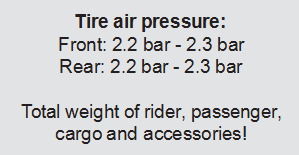 Tire air pressure:
Front: 2.2 bar - 2.3 bar
Rear: 2.2 bar - 2.3 bar
Total weight of rider, passenger,
cargo and accessories!